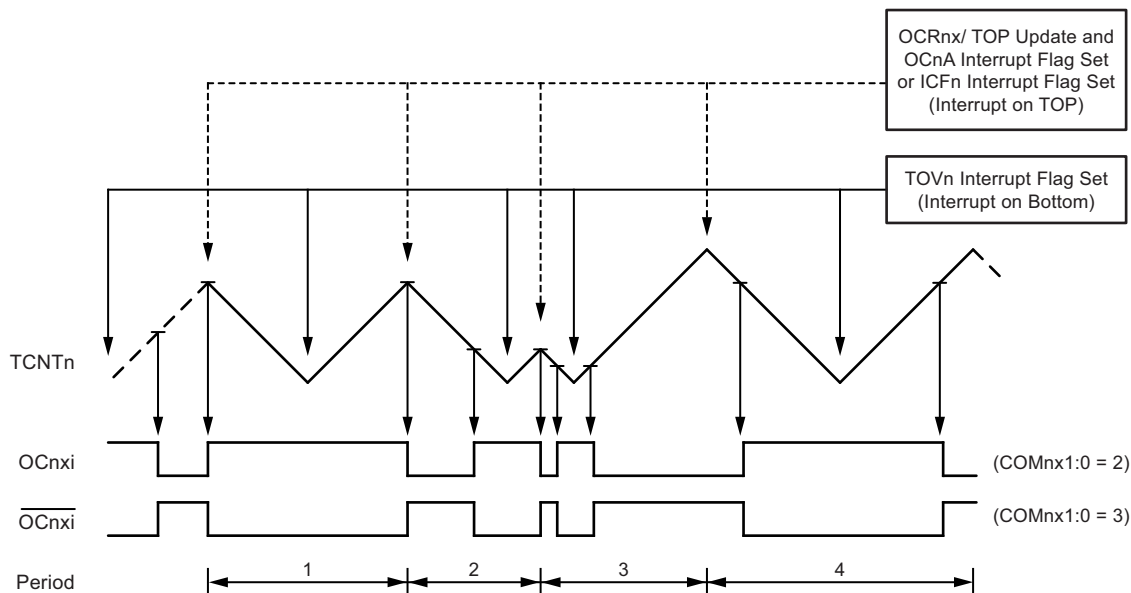 OCRnx/ TOP Update and
OCnA Interrupt Flag Set
or ICFn Interrupt Flag Set
(Interrupt on TOP)
TOVn Interrupt Flag Set
(Interrupt on Bottom)
TCNTn
OCnxi
(COMnx1:0 = 2)
OCnxi
(COMnx1:0 = 3)
Period
1
2
3
4